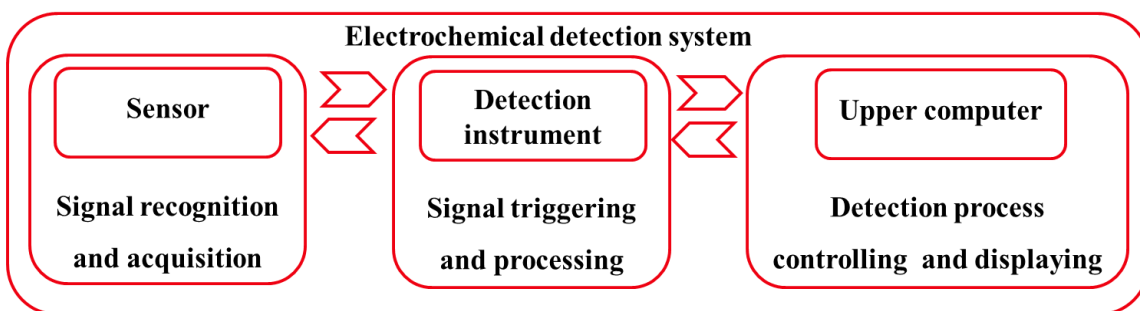 Electrochemical detection system
Sensor
Signal recognition
and acquisition
Detection
instrument
Signal triggering
and processing
Upper computer
Detection process
controlling and displaying